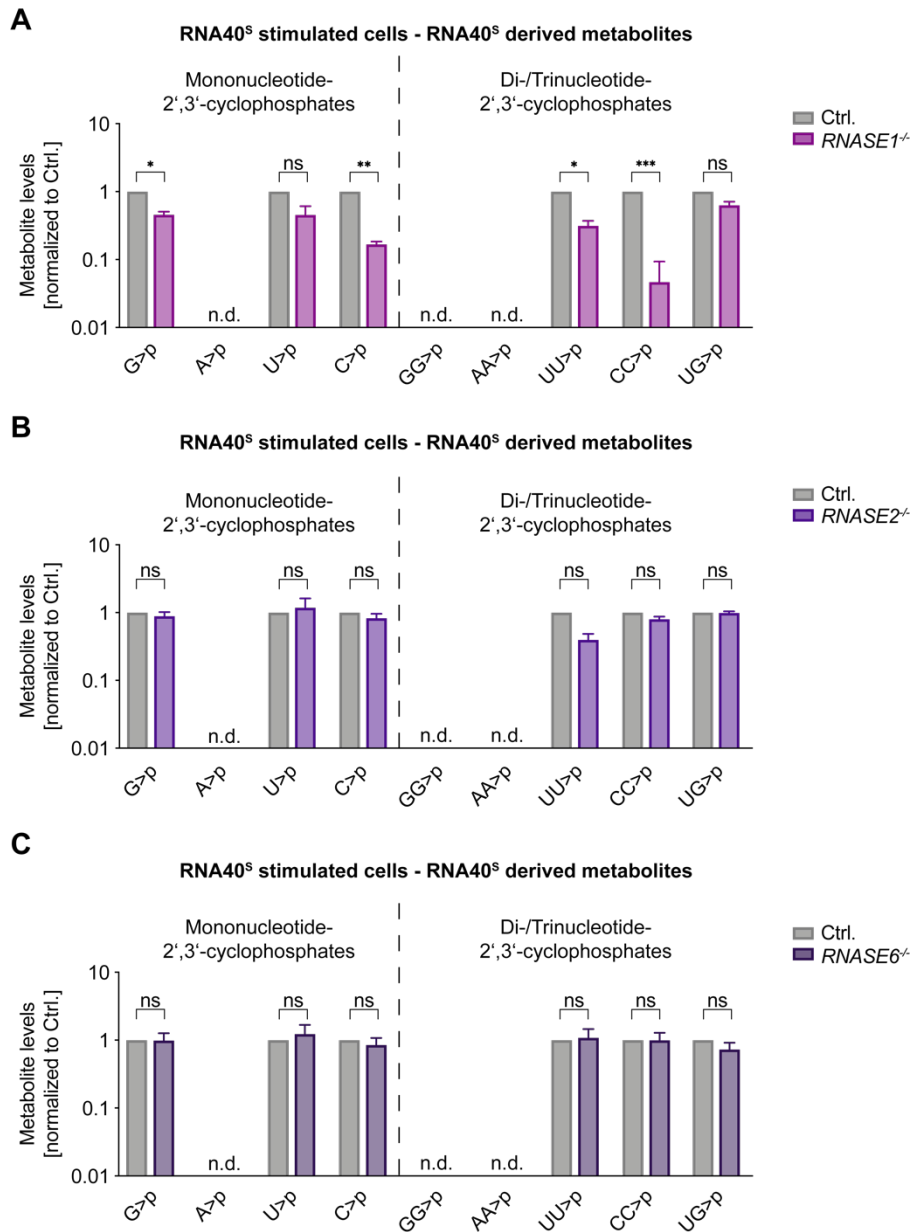 A
RNA40ˢ stimulated cells - RNA40ˢ derived metabolites
Mononucleotide-
2‘,3‘-cyclophosphates
Di-/Trinucleotide-
2‘,3‘-cyclophosphates
Ctrl.
RNASE1⁻/⁻
Metabolite levels
[normalized to Ctrl.]
10
1
0.1
0.01
* ns ** * *** ns
n.d. n.d. n.d.
G>p A>p U>p C>p GG>p AA>p UU>p CC>p UG>p
B
RNA40ˢ stimulated cells - RNA40ˢ derived metabolites
Mononucleotide-
2‘,3‘-cyclophosphates
Di-/Trinucleotide-
2‘,3‘-cyclophosphates
Ctrl.
RNASE2⁻/⁻
Metabolite levels
[normalized to Ctrl.]
10
1
0.1
0.01
ns ns ns ns ns ns
n.d. n.d. n.d.
G>p A>p U>p C>p GG>p AA>p UU>p CC>p UG>p
C
RNA40ˢ stimulated cells - RNA40ˢ derived metabolites
Mononucleotide-
2‘,3‘-cyclophosphates
Di-/Trinucleotide-
2‘,3‘-cyclophosphates
Ctrl.
RNASE6⁻/⁻
Metabolite levels
[normalized to Ctrl.]
10
1
0.1
0.01
ns ns ns ns ns ns
n.d. n.d. n.d.
G>p A>p U>p C>p GG>p AA>p UU>p CC>p UG>p